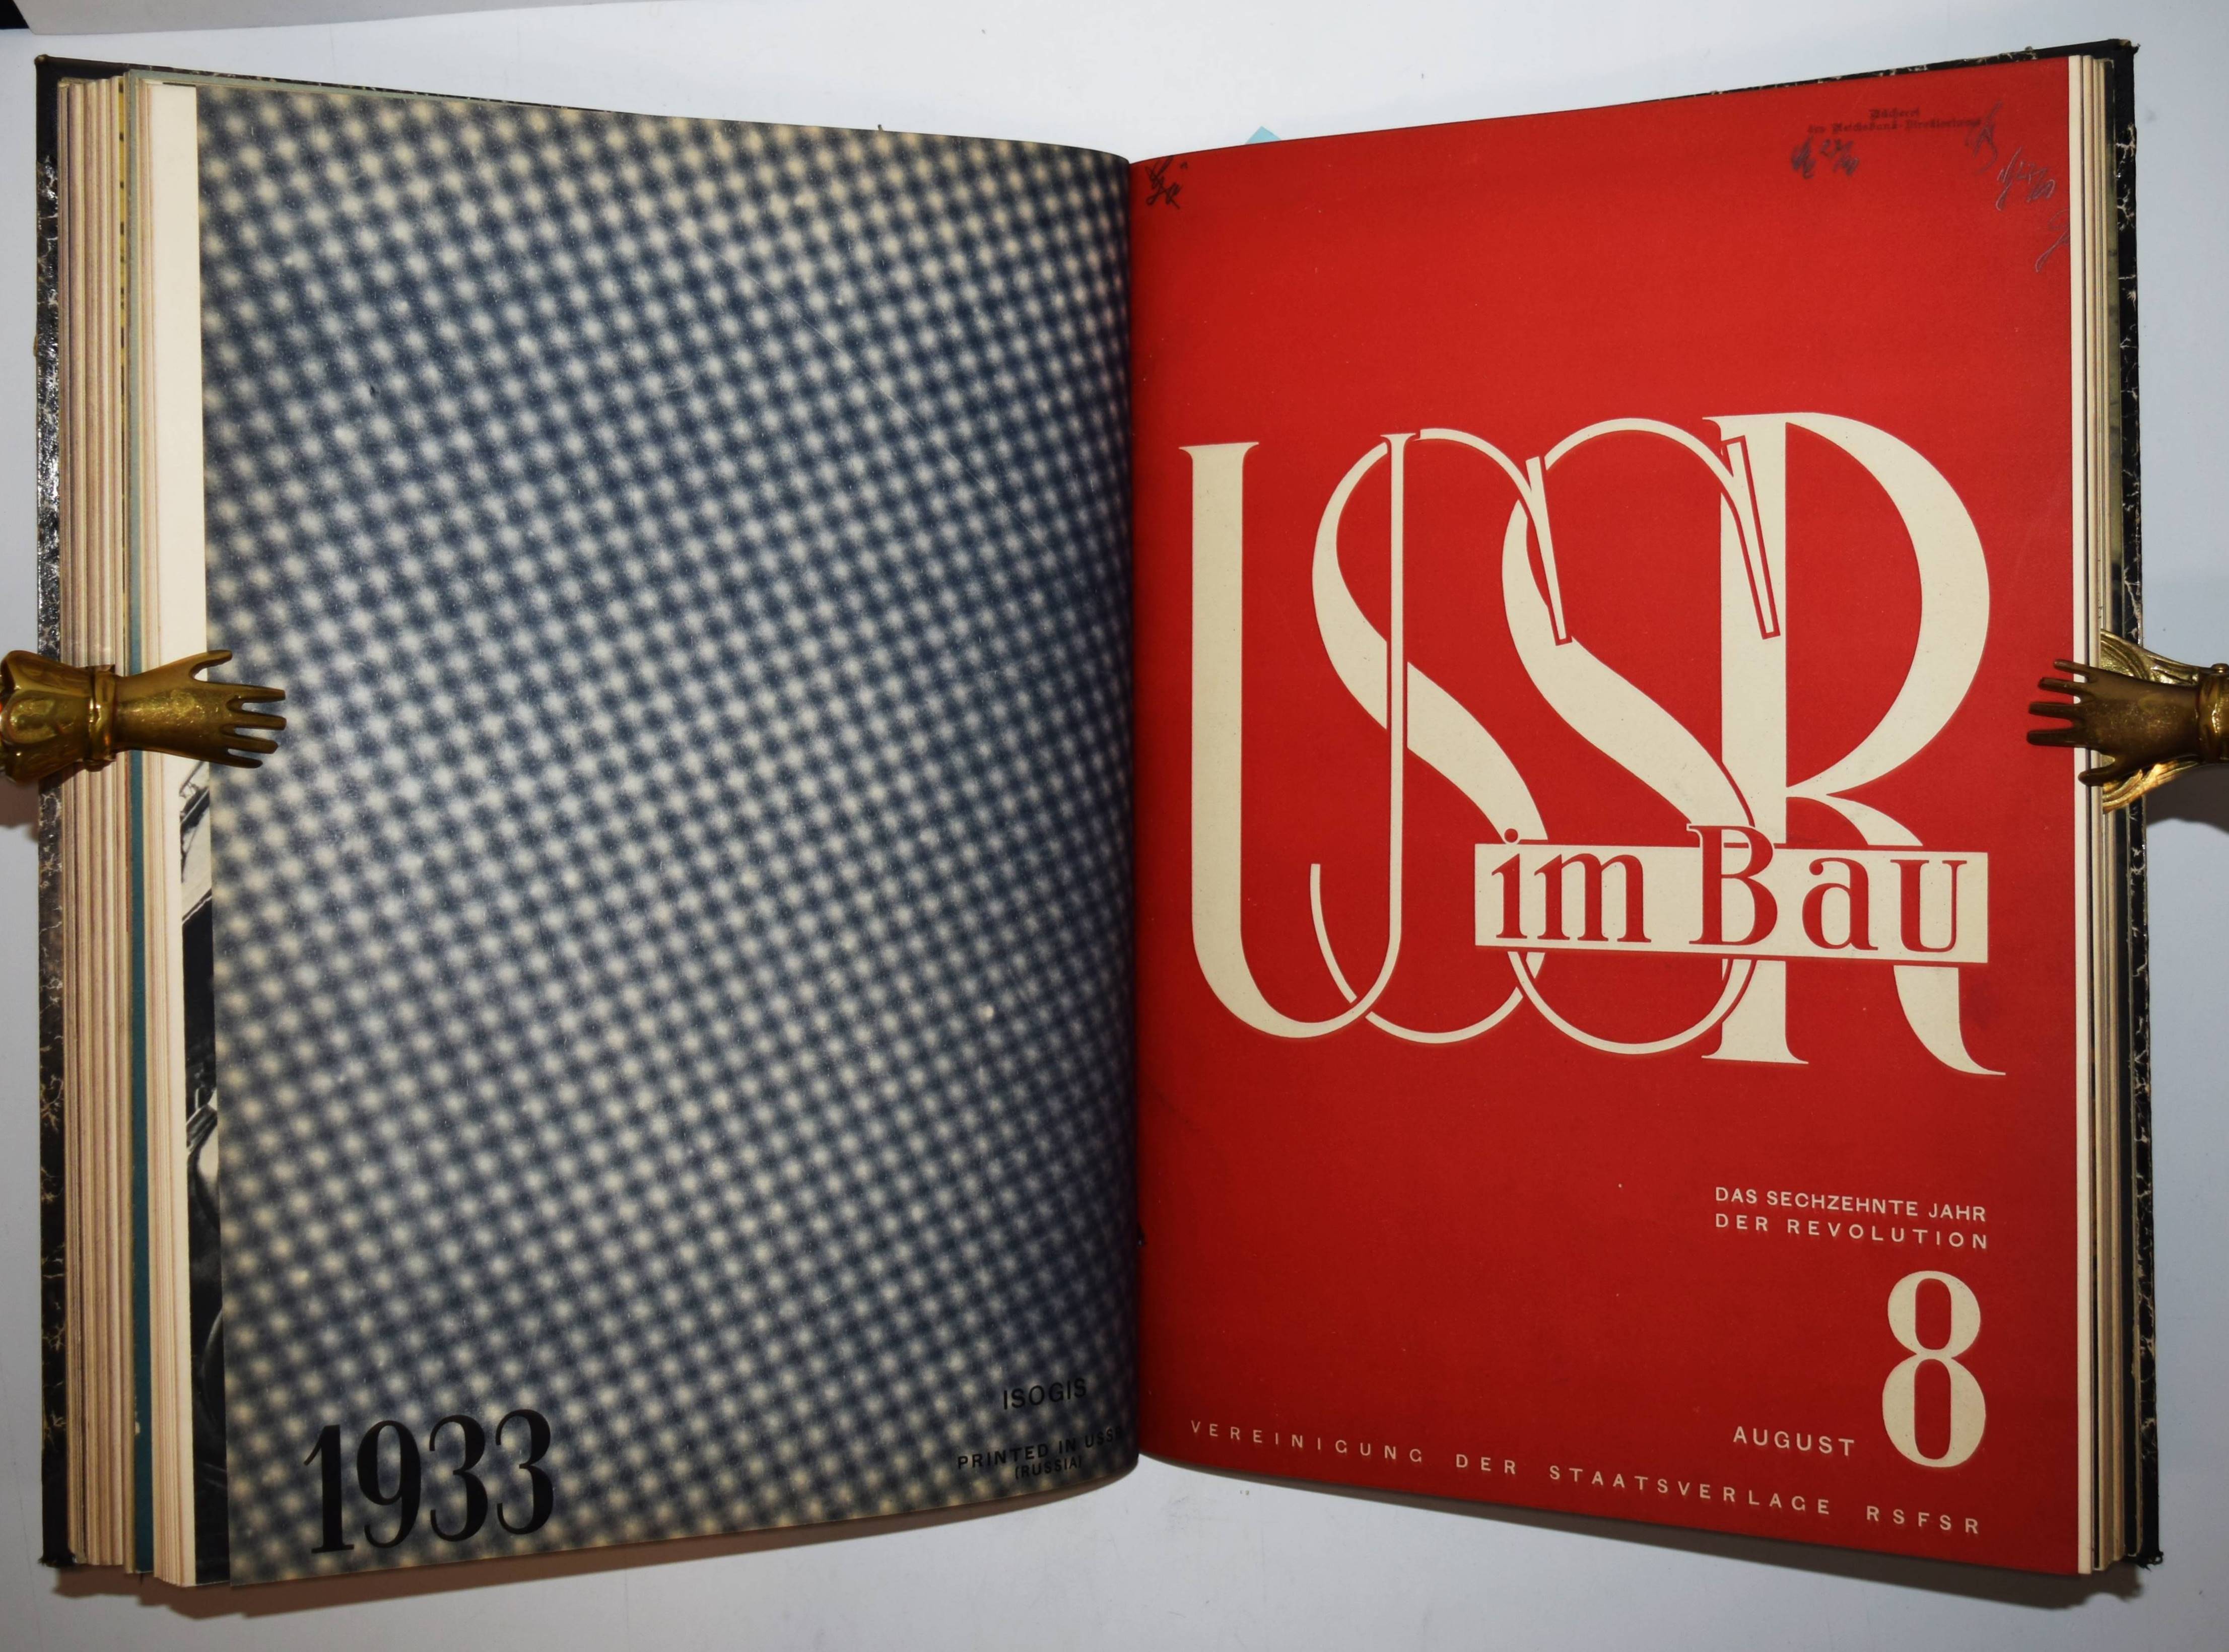 1933
ISOGIS
PRINTED IN USS
(RUSSIA)
USSR
im Bau
DAS SECHZEHNTE JAHR
DER REVOLUTION
AUGUST 8
VEREINIGUNG DER STAATSVERLAGE RSFSR